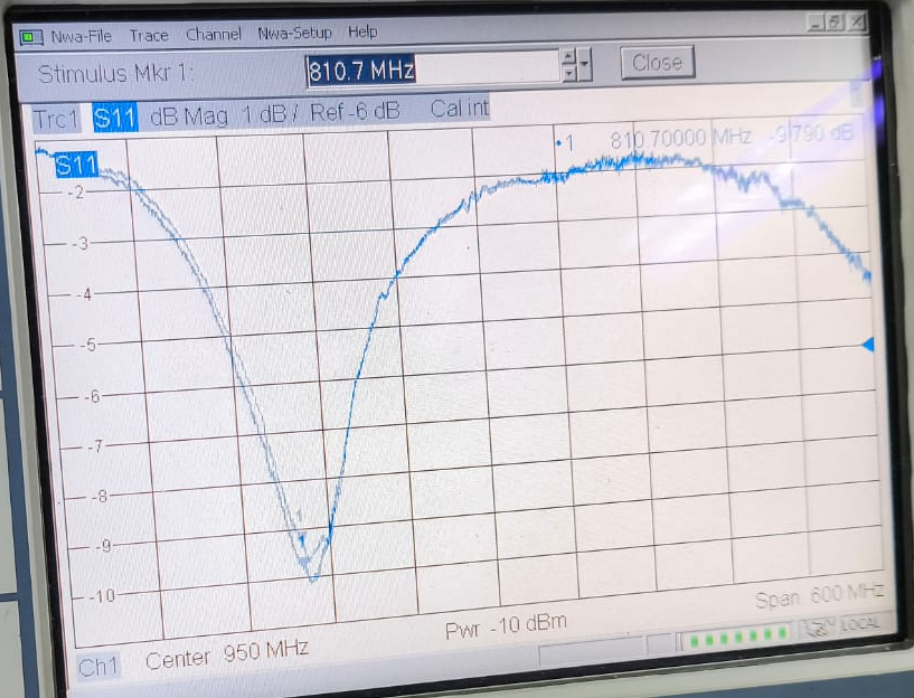 Nwa-File Trace Channel Nwa-Setup Help
Stimulus Mkr 1: 810.7 MHz Close
Trc1 S11 dB Mag 1 dB / Ref -6 dB Cal int
S11
•1 810.70000 MHz -9.790 dB
-2
-3
-4
-5
-6
-7
-8
1
-9
-10
Ch1 Center 950 MHz Pwr -10 dBm Span 600 MHz
LOCAL